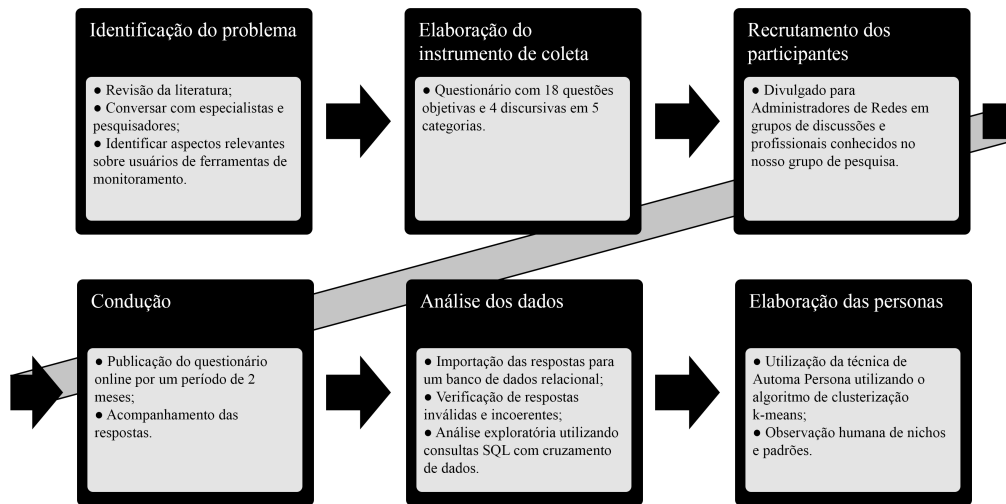 Identificação do problema
● Revisão da literatura;
● Conversar com especialistas e
pesquisadores;
● Identificar aspectos relevantes
sobre usuários de ferramentas de
monitoramento.
Elaboração do
instrumento de coleta
● Questionário com 18 questões
objetivas e 4 discursivas em 5
categorias.
Recrutamento dos
participantes
● Divulgado para
Administradores de Redes em
grupos de discussões e
profissionais conhecidos no
nosso grupo de pesquisa.
Condução
● Publicação do questionário
online por um período de 2
meses;
● Acompanhamento das
respostas.
Análise dos dados
● Importação das respostas para
um banco de dados relacional;
● Verificação de respostas
inválidas e incoerentes;
● Análise exploratória utilizando
consultas SQL com cruzamento
de dados.
Elaboração das personas
● Utilização da técnica de
Automa Persona utilizando o
algoritmo de clusterização
k-means;
● Observação humana de nichos
e padrões.